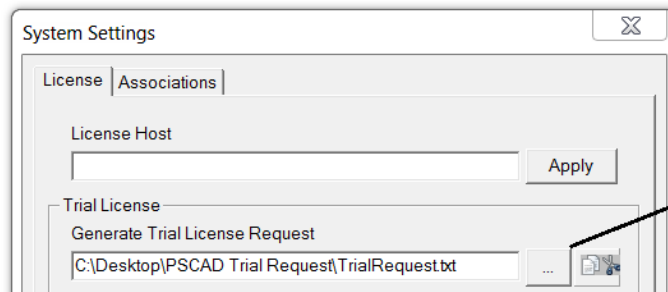 System Settings
License Associations
License Host
Apply
Trial License
Generate Trial License Request
C:\Desktop\PSCAD Trial Request\TrialRequest.txt ...